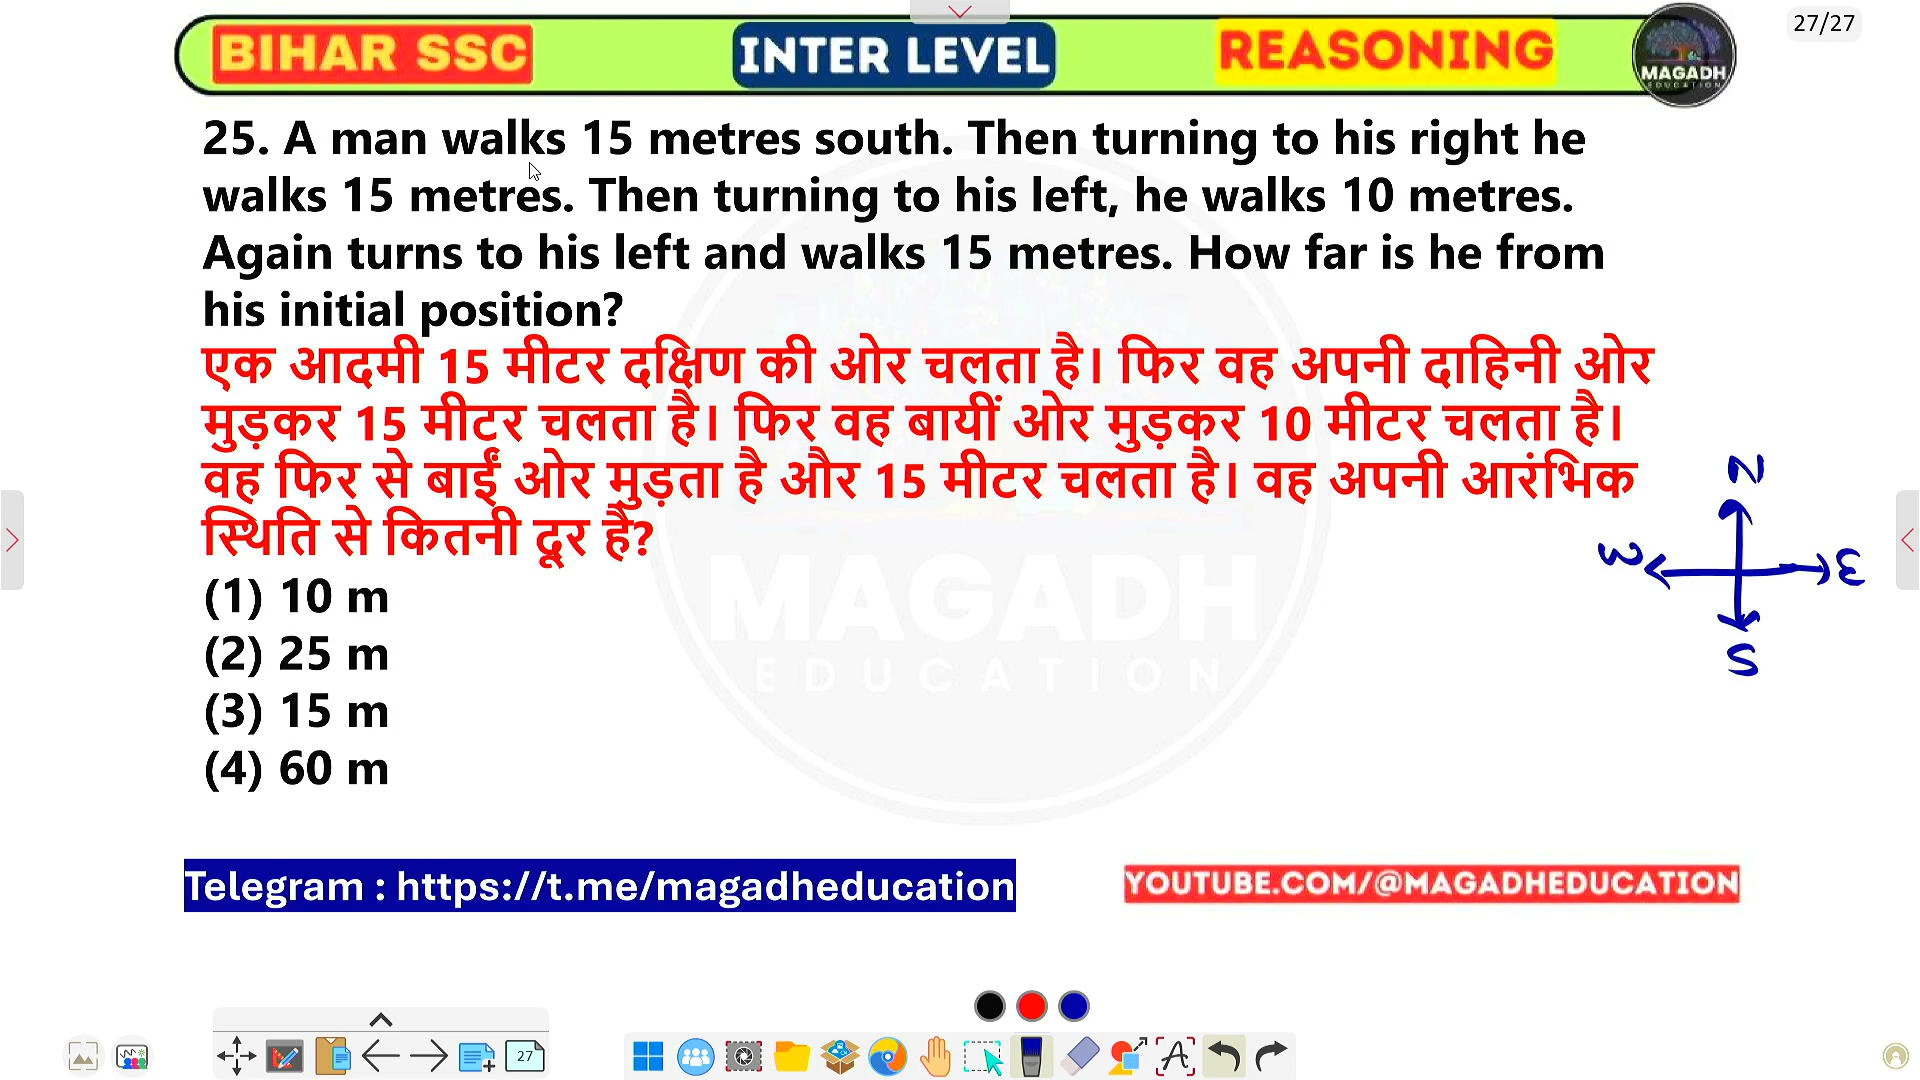 27/27
BIHAR SSC INTER LEVEL REASONING
MAGADH
EDUCATION
25. A man walks 15 metres south. Then turning to his right he
walks 15 metres. Then turning to his left, he walks 10 metres.
Again turns to his left and walks 15 metres. How far is he from
his initial position?
एक आदमी 15 मीटर दक्षिण की ओर चलता है। फिर वह अपनी दाहिनी ओर
मुड़कर 15 मीटर चलता है। फिर वह बायीं ओर मुड़कर 10 मीटर चलता है।
वह फिर से बाईं ओर मुड़ता है और 15 मीटर चलता है। वह अपनी आरंभिक
स्थिति से कितनी दूर है?
N
W E
S
(1) 10 m
(2) 25 m
(3) 15 m
(4) 60 m
MAGADH
EDUCATION
Telegram : https://t.me/magadheducation
YOUTUBE.COM/@MAGADHEDUCATION
27